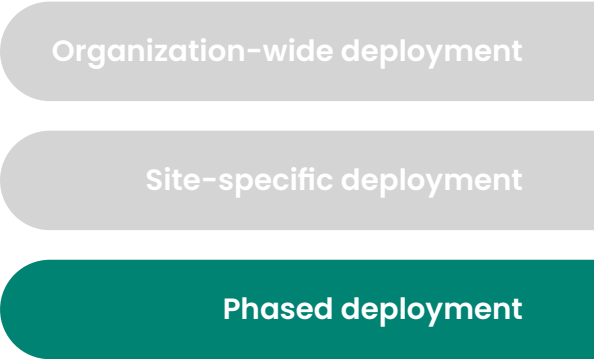 Organization-wide deployment
Site-specific deployment
Phased deployment